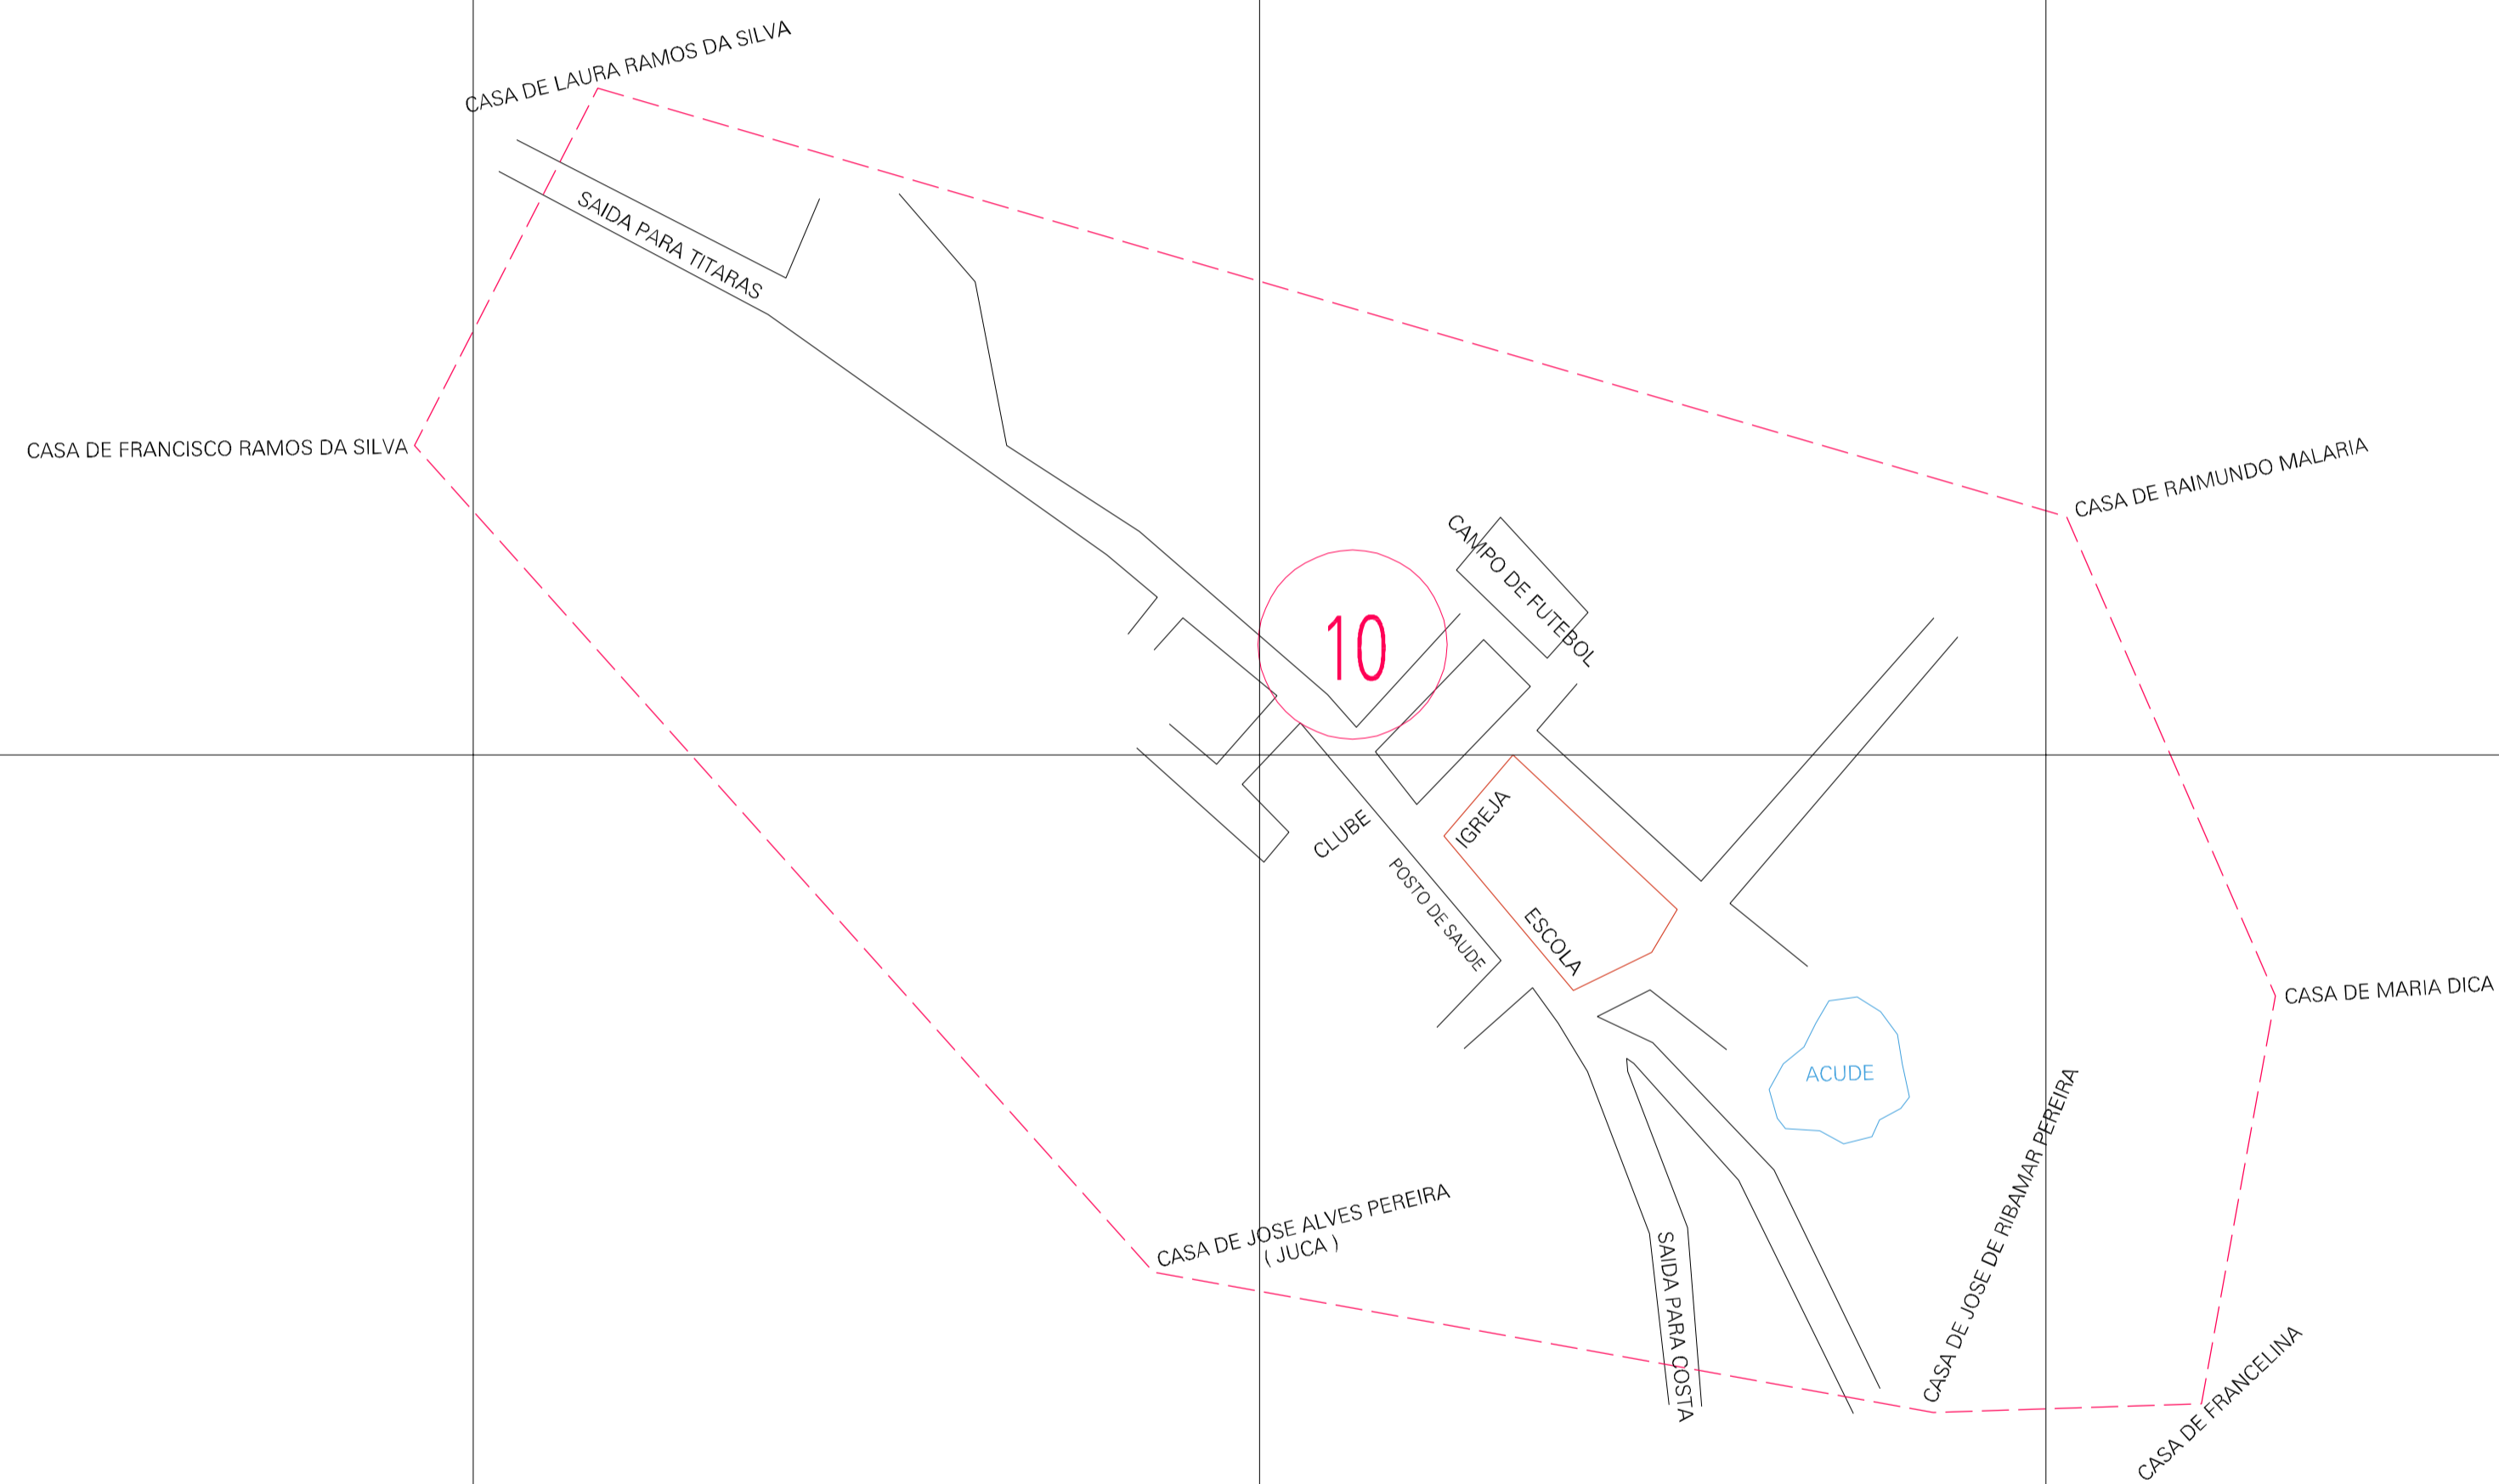 CASA DE LAURA RAMOS DA SILVA
SAIDA PARA TITARAS
CASA DE FRANCISCO RAMOS DA SILVA
CASA DE RAIMUNDO MALARIA
CAMPO DE FUTEBOL
10
IGREJA
CLUBE
POSTO DE SAUDE
ESCOLA
CASA DE MARIA DICA
ACUDE
CASA DE JOSE DE RIBAMAR PEREIRA
CASA DE JOSE ALVES PEREIRA
( JUCA )
SAIDA PARA COSTA
CASA DE FRANCELINA